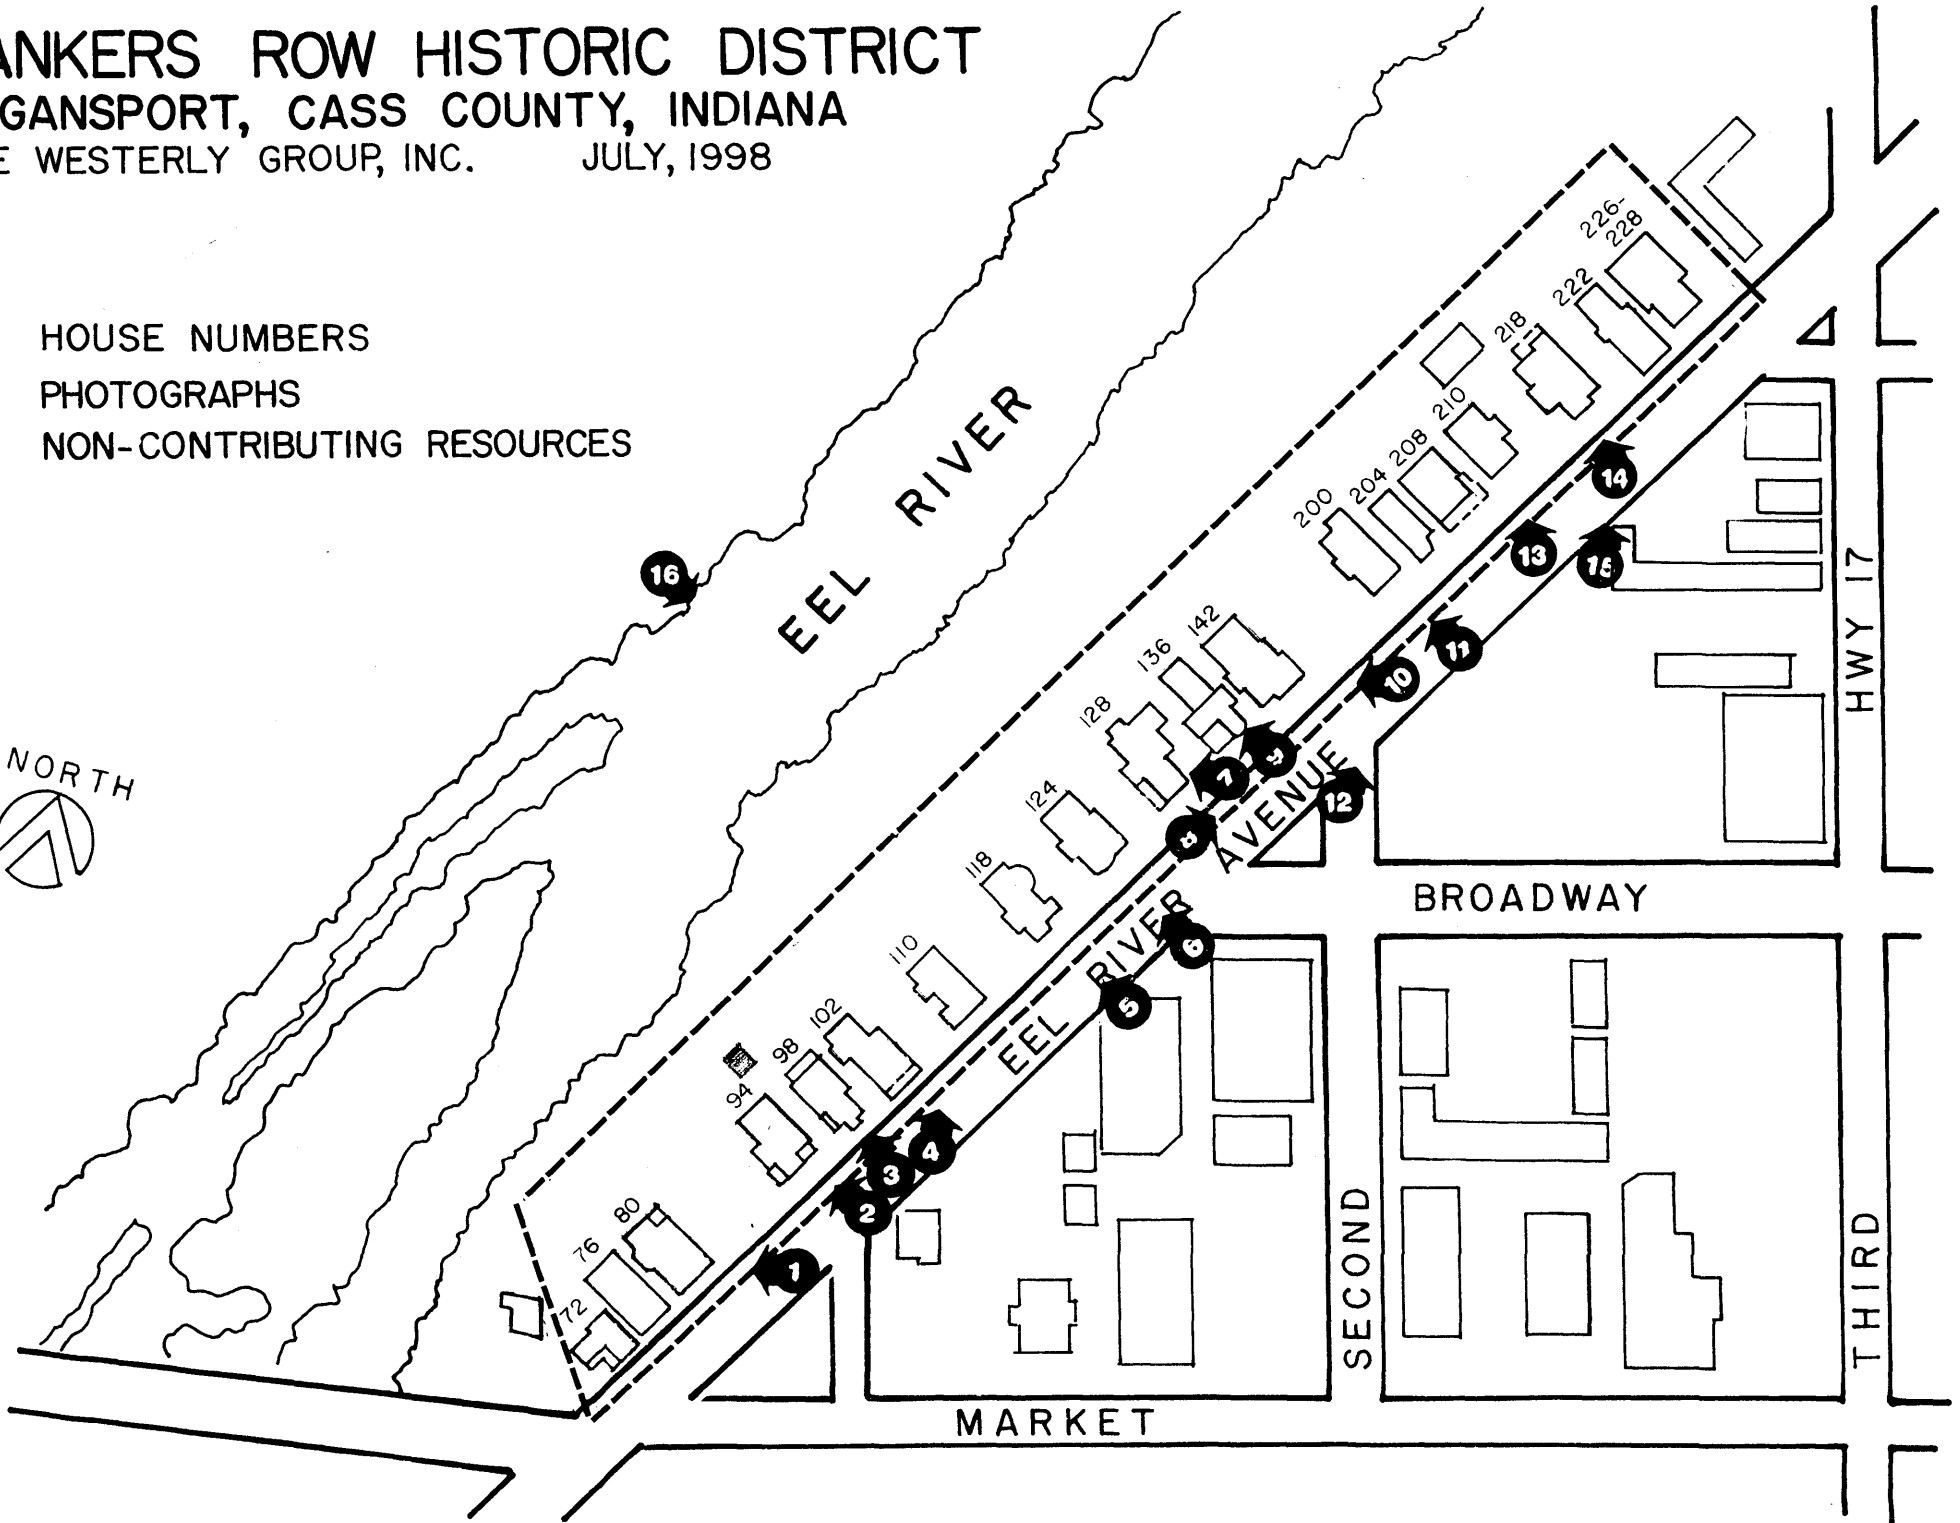 ANKERS ROW HISTORIC DISTRICT
GANSPORT, CASS COUNTY, INDIANA
E WESTERLY GROUP, INC. JULY, 1998
HOUSE NUMBERS
PHOTOGRAPHS
NON-CONTRIBUTING RESOURCES
NORTH
EEL RIVER
226-
228
222
218
210
208
204
200
142
136
128
124
118
110
102
98
94
80
76
72
16
14
13
15
11
10
9
7
12
8
6
5
4
3
2
1
EEL RIVER AVENUE
HWY 17
BROADWAY
SECOND
THIRD
MARKET